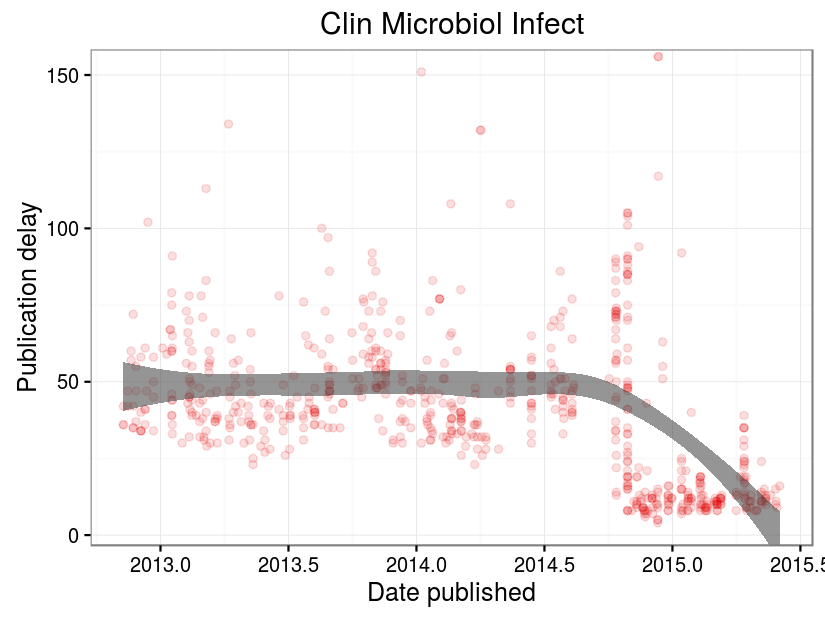 Clin Microbiol Infect
Publication delay
150
100
50
0
2013.0 2013.5 2014.0 2014.5 2015.0 2015.5
Date published